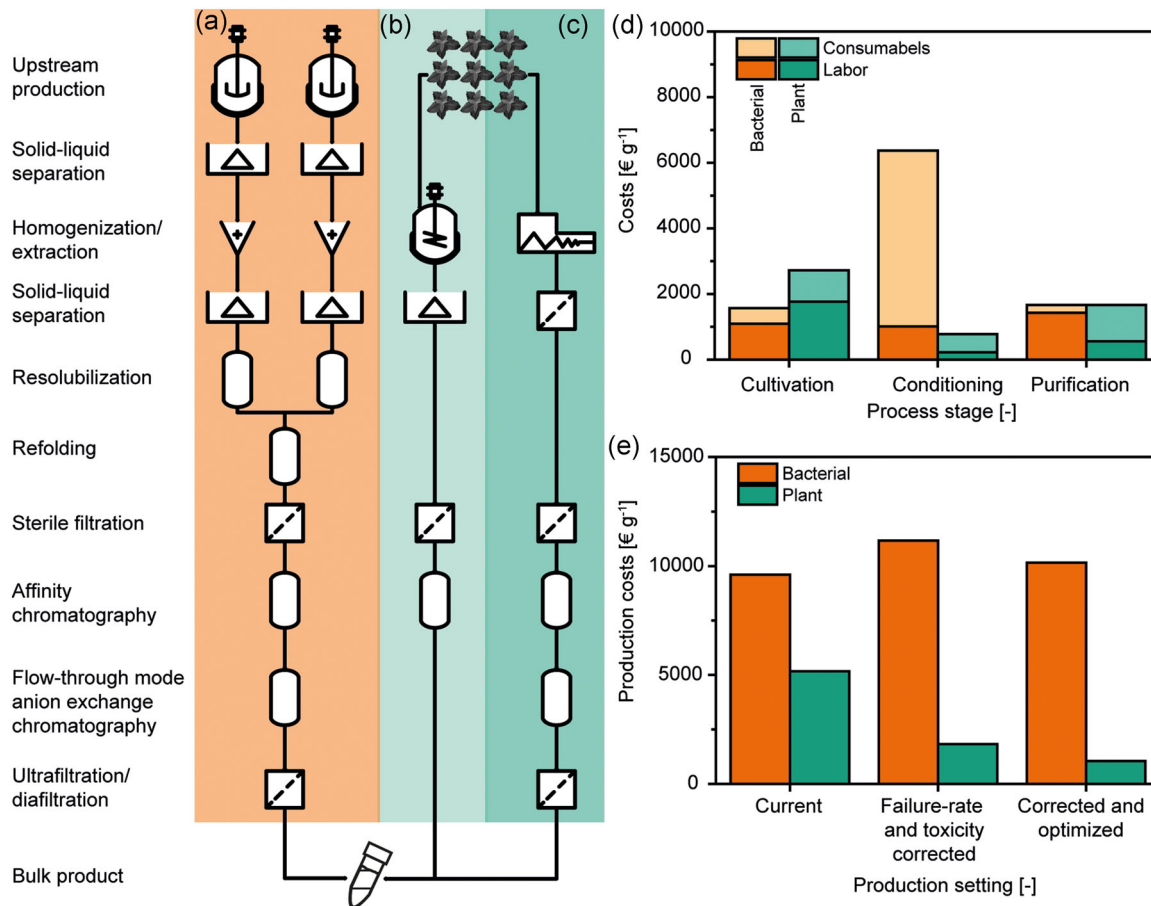 (a)
(b)
(c)
Upstream
production
Solid-liquid
separation
Homogenization/
extraction
Solid-liquid
separation
Resolubilization
Refolding
Sterile filtration
Affinity
chromatography
Flow-through mode
anion exchange
chromatography
Ultrafiltration/
diafiltration
Bulk product
(d)
Costs [€ g⁻¹]
10000
8000
6000
4000
2000
0
Consumabels
Labor
Bacterial
Plant
Cultivation
Conditioning
Purification
Process stage [-]
(e)
Production costs [€ g⁻¹]
15000
10000
5000
0
Bacterial
Plant
Current
Failure-rate
and toxicity
corrected
Corrected and
optimized
Production setting [-]